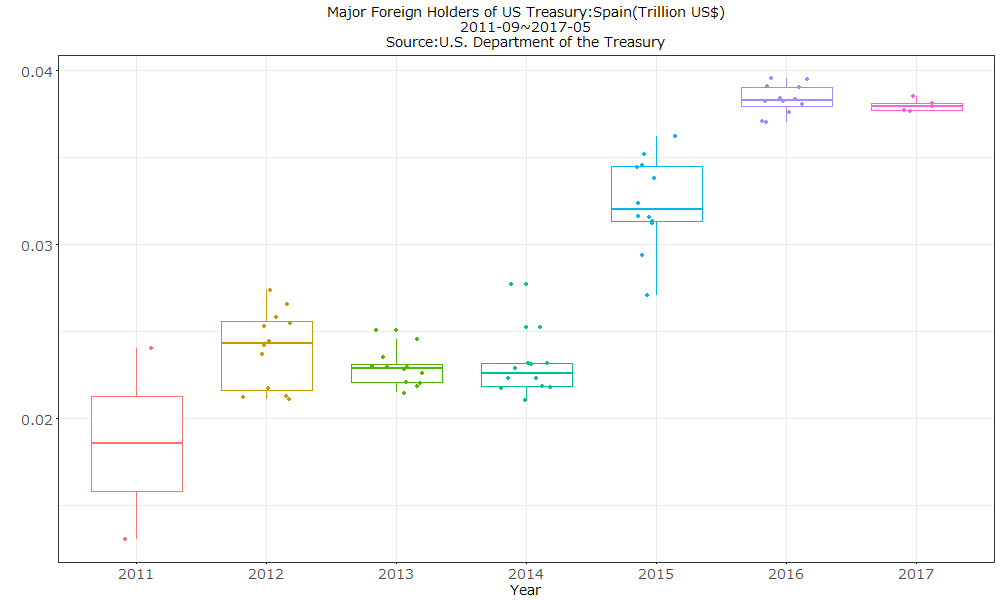 Major Foreign Holders of US Treasury:Spain(Trillion US$)
2011-09~2017-05
Source:U.S. Department of the Treasury
0.04
0.03
0.02
2011 2012 2013 2014 2015 2016 2017
Year